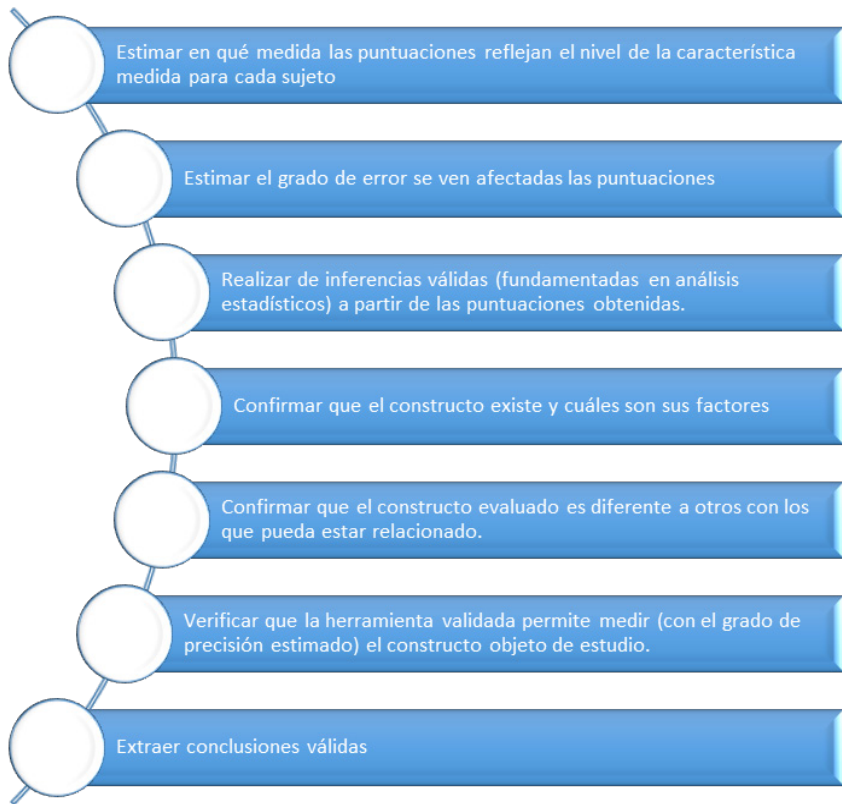 Estimar en qué medida las puntuaciones reflejan el nivel de la característica
medida para cada sujeto
Estimar el grado de error se ven afectadas las puntuaciones
Realizar de inferencias válidas (fundamentadas en análisis
estadísticos) a partir de las puntuaciones obtenidas.
Confirmar que el constructo existe y cuáles son sus factores
Confirmar que el constructo evaluado es diferente a otros con los
que pueda estar relacionado.
Verificar que la herramienta validada permite medir (con el grado de
precisión estimado) el constructo objeto de estudio.
Extraer conclusiones válidas